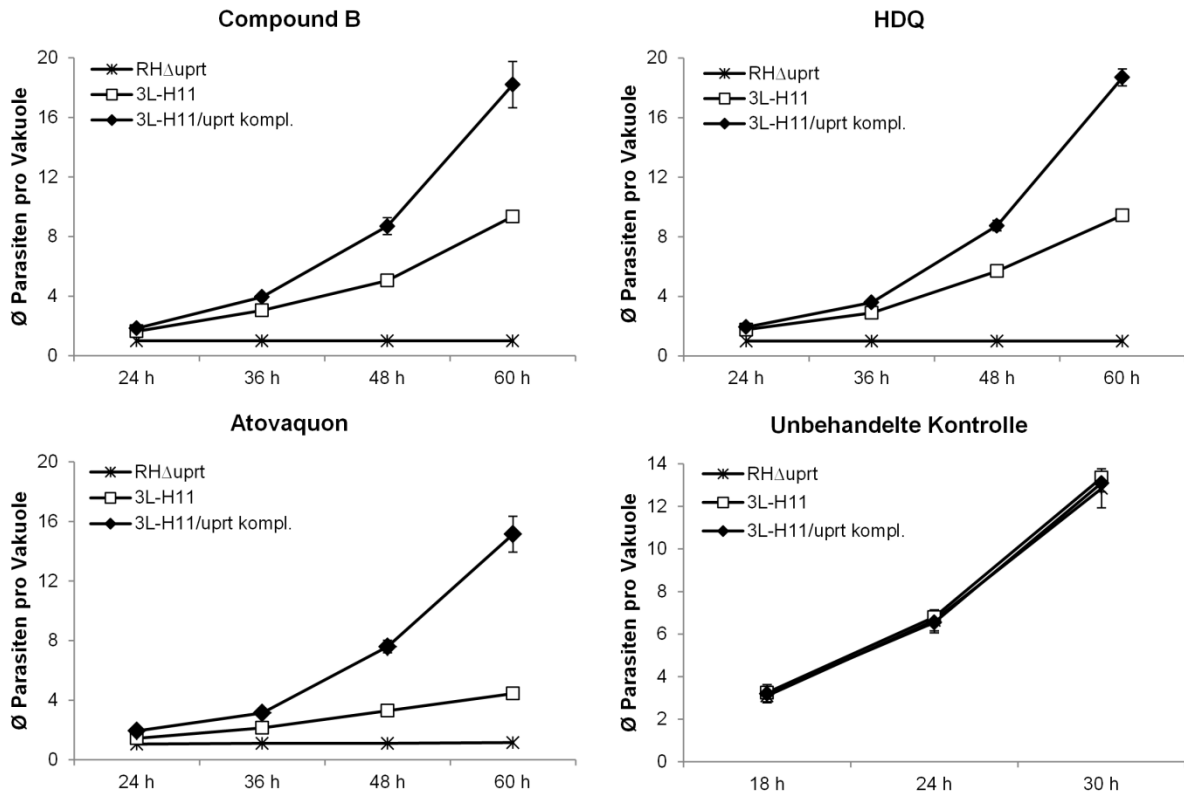 Compound B
Ø Parasiten pro Vakuole
20
16
12
8
4
0
RHΔuprt
3L-H11
3L-H11/uprt kompl.
24 h 36 h 48 h 60 h
HDQ
Ø Parasiten pro Vakuole
20
16
12
8
4
0
RHΔuprt
3L-H11
3L-H11/uprt kompl.
24 h 36 h 48 h 60 h
Atovaquon
Ø Parasiten pro Vakuole
20
16
12
8
4
0
RHΔuprt
3L-H11
3L-H11/uprt kompl.
24 h 36 h 48 h 60 h
Unbehandelte Kontrolle
Ø Parasiten pro Vakuole
14
12
10
8
6
4
2
0
RHΔuprt
3L-H11
3L-H11/uprt kompl.
18 h 24 h 30 h